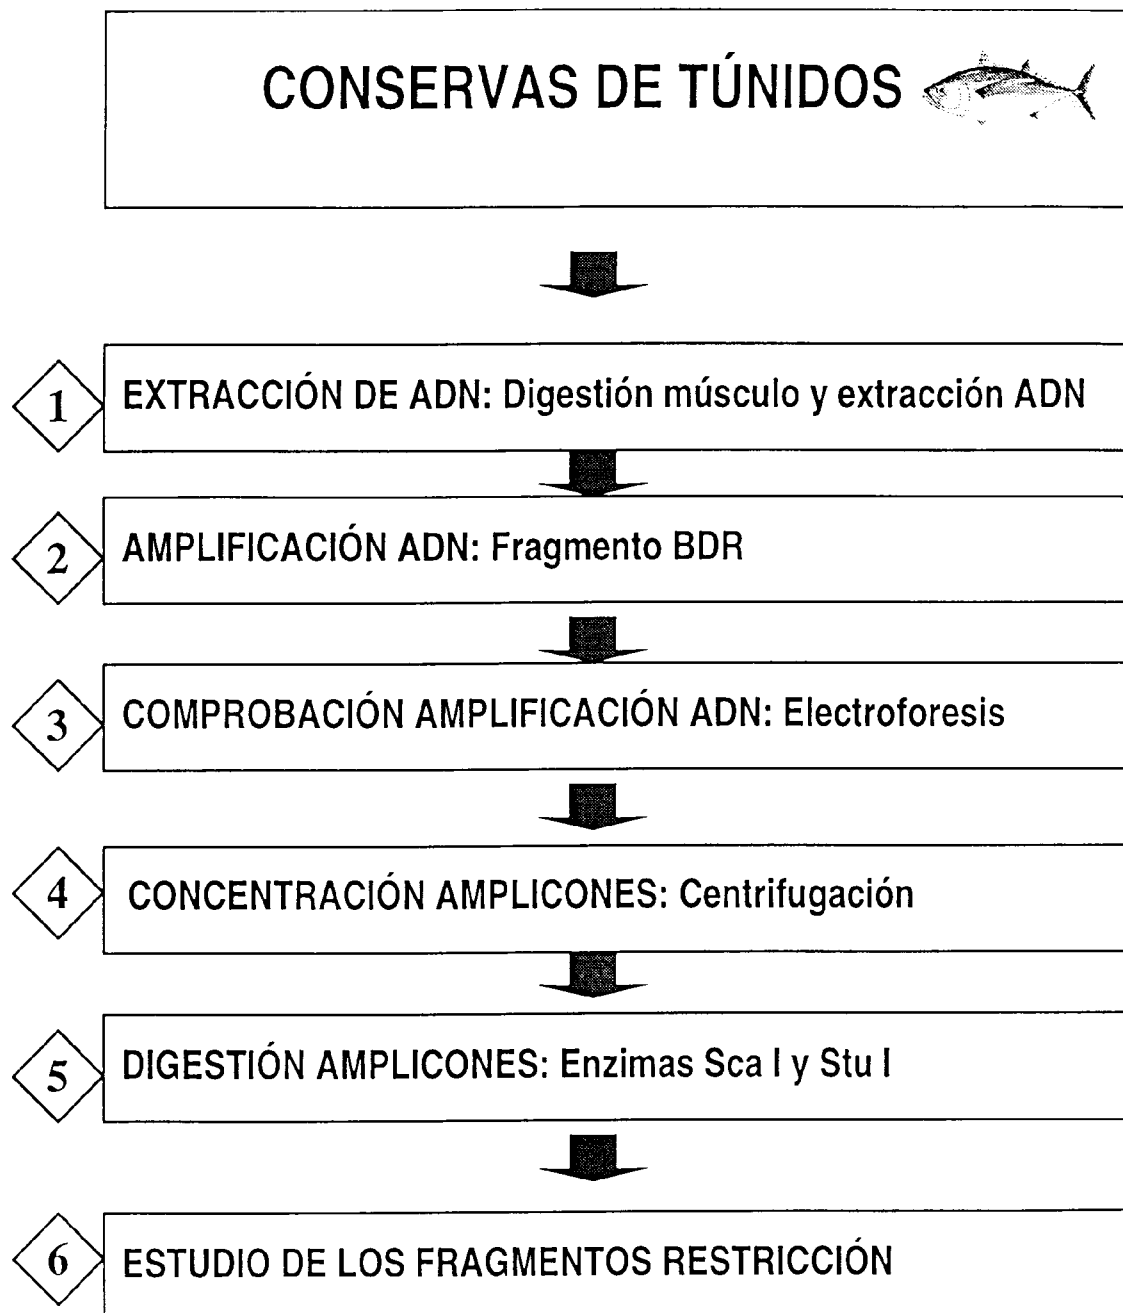 CONSERVAS DE TÚNIDOS
1 EXTRACCIÓN DE ADN: Digestión músculo y extracción ADN
2 AMPLIFICACIÓN ADN: Fragmento BDR
3 COMPROBACIÓN AMPLIFICACIÓN ADN: Electroforesis
4 CONCENTRACIÓN AMPLICONES: Centrifugación
5 DIGESTIÓN AMPLICONES: Enzimas Sca I y Stu I
6 ESTUDIO DE LOS FRAGMENTOS RESTRICCIÓN